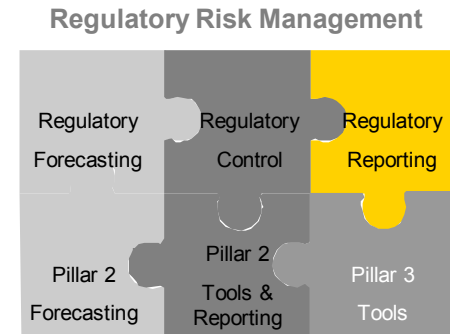 Regulatory Risk Management
Regulatory
Forecasting
Regulatory
Control
Regulatory
Reporting
Pillar 2
Forecasting
Pillar 2
Tools &
Reporting
Pillar 3
Tools